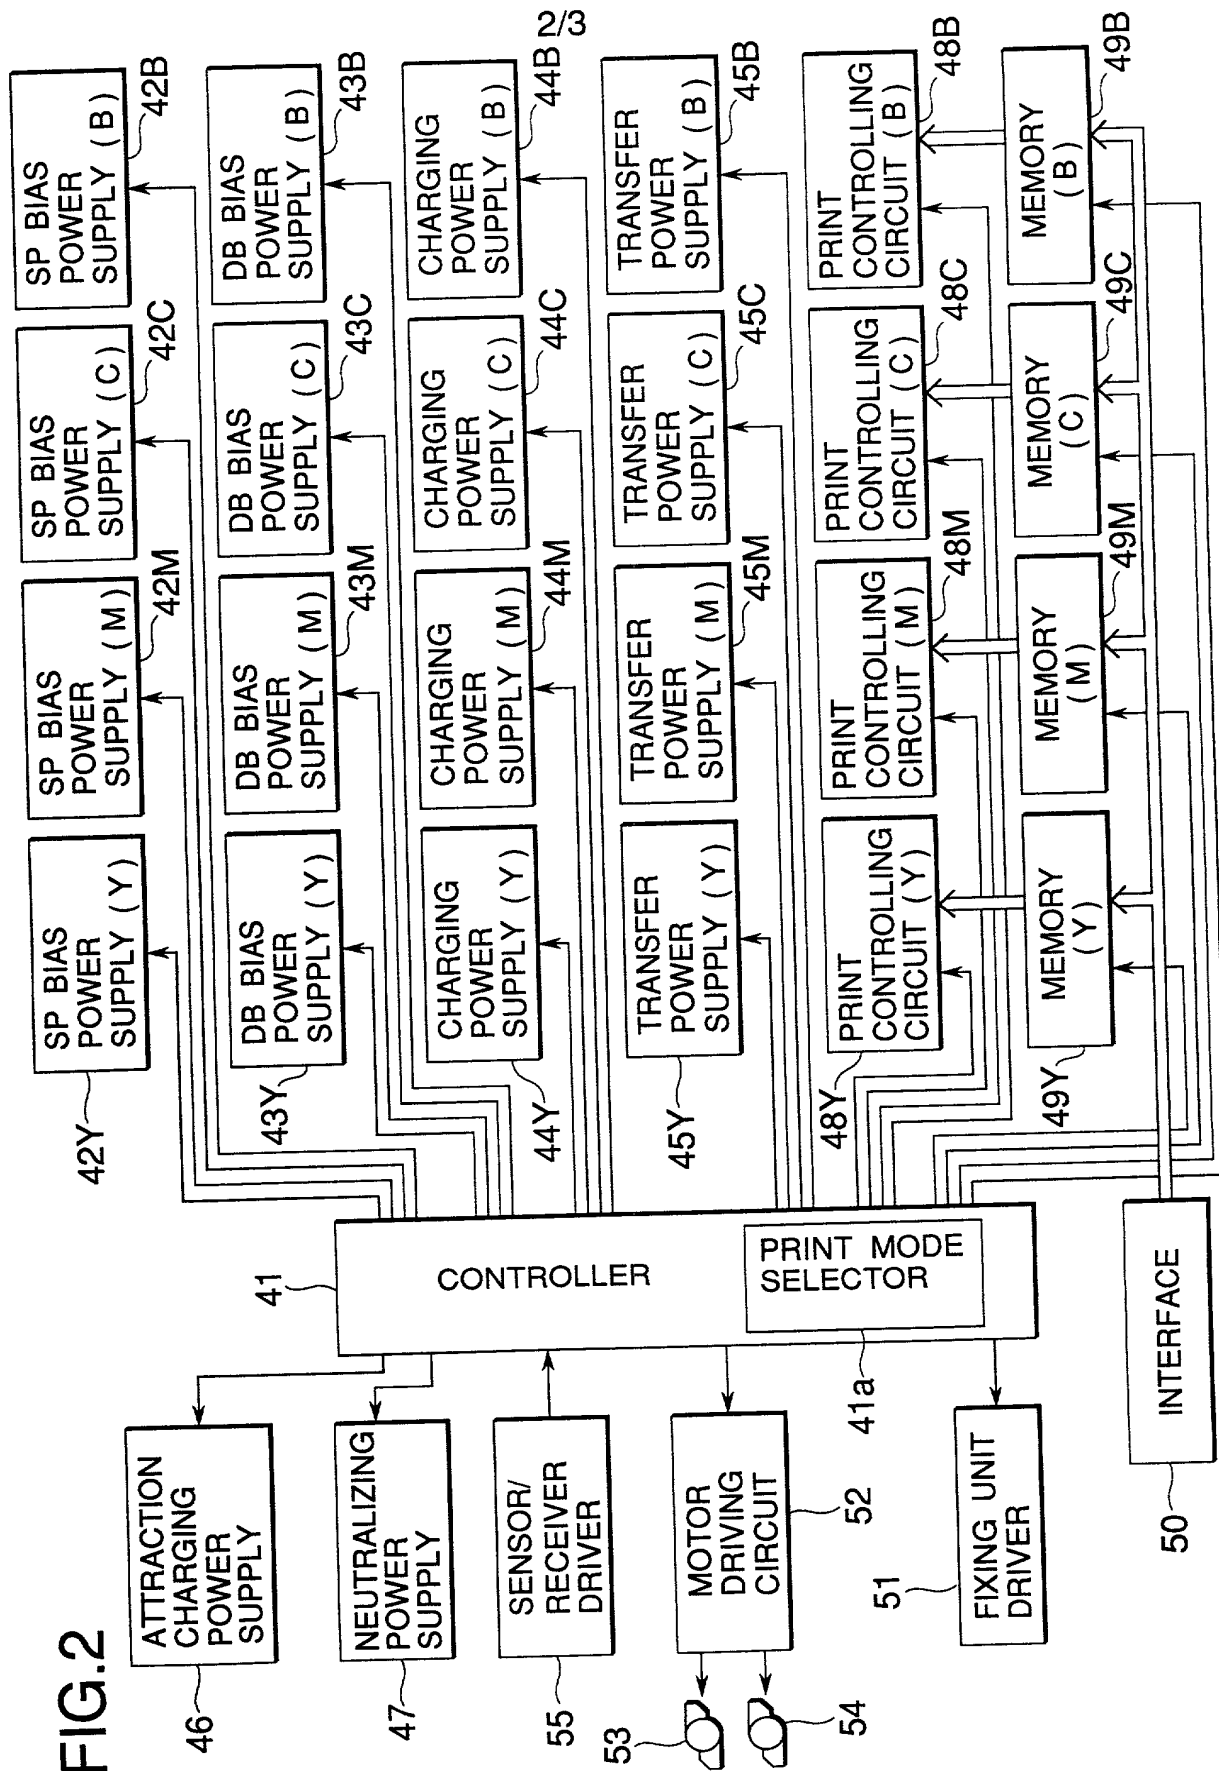 2/3
FIG.2
ATTRACTION
CHARGING
POWER
SUPPLY
46
NEUTRALIZING
POWER
SUPPLY
47
SENSOR/
RECEIVER
DRIVER
55
MOTOR
DRIVING
CIRCUIT
52
53
54
FIXING UNIT
DRIVER
51
INTERFACE
50
41
CONTROLLER
PRINT MODE
SELECTOR
41a
SP BIAS
POWER
SUPPLY (Y)
42Y
SP BIAS
POWER
SUPPLY (M)
42M
SP BIAS
POWER
SUPPLY (C)
42C
SP BIAS
POWER
SUPPLY (B)
42B
DB BIAS
POWER
SUPPLY (Y)
43Y
DB BIAS
POWER
SUPPLY (M)
43M
DB BIAS
POWER
SUPPLY (C)
43C
DB BIAS
POWER
SUPPLY (B)
43B
CHARGING
POWER
SUPPLY (Y)
44Y
CHARGING
POWER
SUPPLY (M)
44M
CHARGING
POWER
SUPPLY (C)
44C
CHARGING
POWER
SUPPLY (B)
44B
TRANSFER
POWER
SUPPLY (Y)
45Y
TRANSFER
POWER
SUPPLY (M)
45M
TRANSFER
POWER
SUPPLY (C)
45C
TRANSFER
POWER
SUPPLY (B)
45B
PRINT
CONTROLLING
CIRCUIT (Y)
48Y
PRINT
CONTROLLING
CIRCUIT (M)
48M
PRINT
CONTROLLING
CIRCUIT (C)
48C
PRINT
CONTROLLING
CIRCUIT (B)
48B
MEMORY
(Y)
49Y
MEMORY
(M)
49M
MEMORY
(C)
49C
MEMORY
(B)
49B